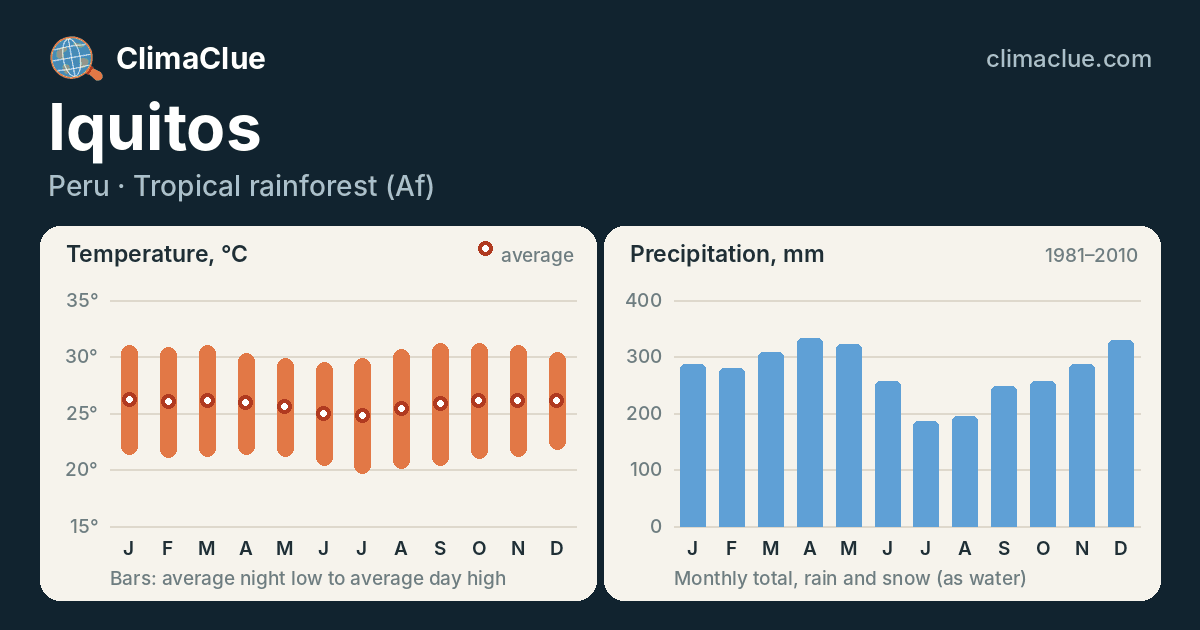 ClimaClue
climaclue.com
Iquitos
Peru · Tropical rainforest (Af)
Temperature, °C
average
35°
30°
25°
20°
15°
J F M A M J J A S O N D
Bars: average night low to average day high
Precipitation, mm
1981–2010
400
300
200
100
0
J F M A M J J A S O N D
Monthly total, rain and snow (as water)